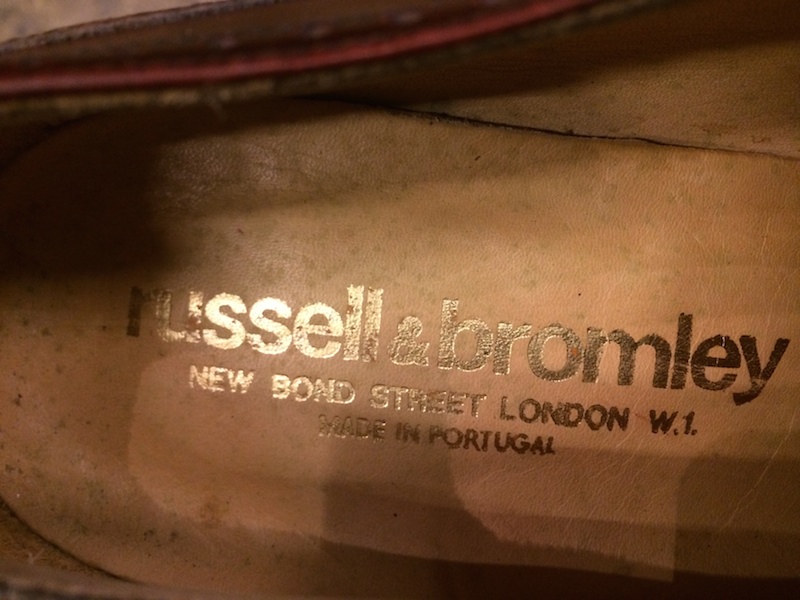 russell & bromley
NEW BOND STREET LONDON W.1.
MADE IN PORTUGAL